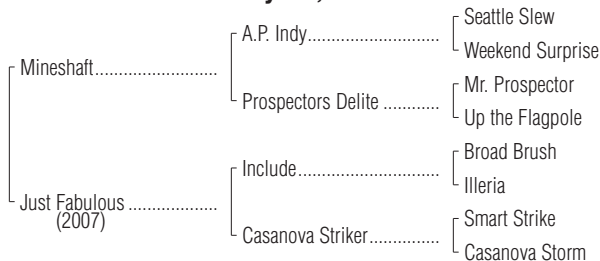 Seattle Slew
A.P. Indy
Weekend Surprise
Mineshaft
Mr. Prospector
Prospectors Delite
Up the Flagpole
Broad Brush
Include
Illeria
Just Fabulous
(2007)
Smart Strike
Casanova Striker
Casanova Storm